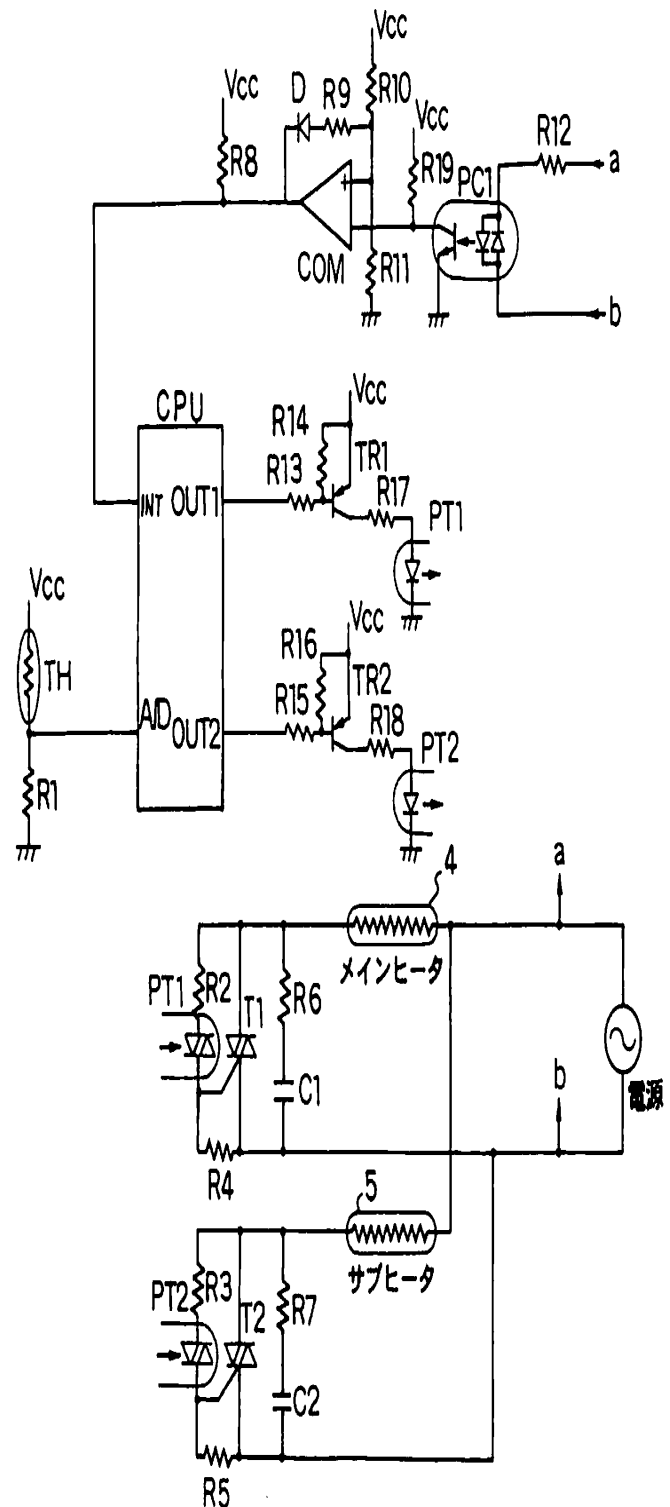 Vcc
Vcc
D
R9
R10
Vcc
R8
R19
PC1
R12
a
COM
R11
b
CPU
Vcc
R14
TR1
R13
R17
INT
OUT1
PT1
Vcc
Vcc
R16
TR2
TH
R15
R18
A/D
OUT2
PT2
R1
4
a
メインヒータ
PT1
R2
T1
R6
C1
b
電源
R4
5
サブヒータ
PT2
R3
T2
R7
C2
R5